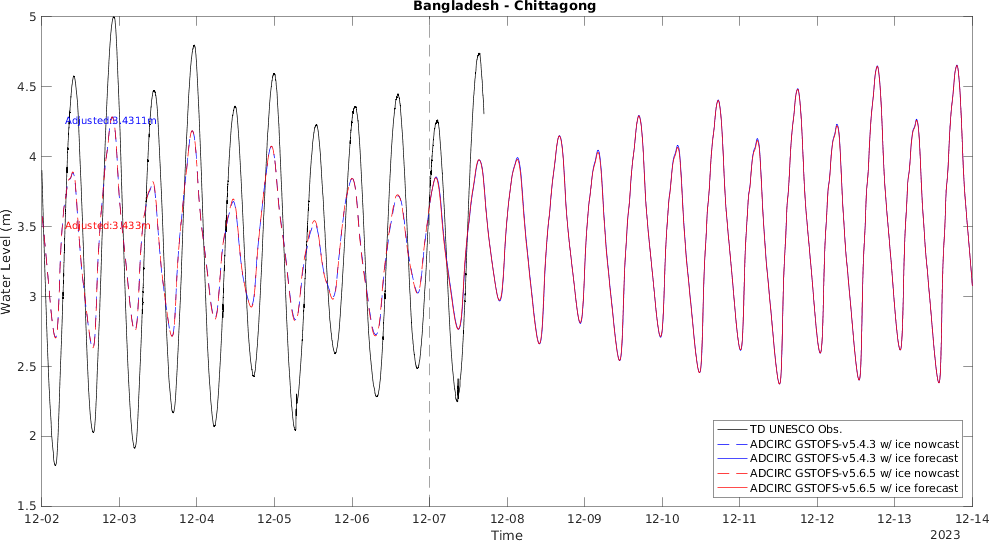 Bangladesh - Chittagong
5
4.5
4
3.5
3
2.5
2
1.5
Water Level (m)
Adjusted:3.4311m
Adjusted:3.433m
12-02 12-03 12-04 12-05 12-06 12-07 12-08 12-09 12-10 12-11 12-12 12-13 12-14
Time
2023
TD UNESCO Obs.
ADCIRC GSTOFS-v5.4.3 w/ ice nowcast
ADCIRC GSTOFS-v5.4.3 w/ ice forecast
ADCIRC GSTOFS-v5.6.5 w/ ice nowcast
ADCIRC GSTOFS-v5.6.5 w/ ice forecast